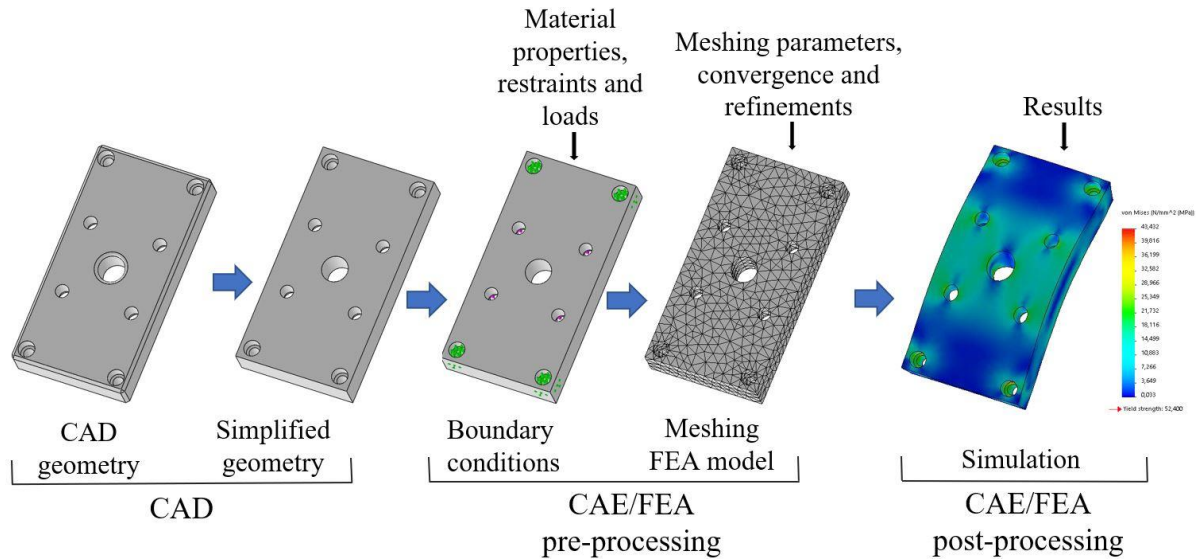 Material
properties,
restraints and
loads
Meshing parameters,
convergence and
refinements
Results
von Mises (N/mm^2 (MPa))
43,432
39,816
36,199
32,582
28,966
25,349
21,732
18,116
14,499
10,883
7,266
3,649
0,033
Yield strength: 52,400
CAD
geometry
Simplified
geometry
Boundary
conditions
Meshing
FEA model
Simulation
CAD
CAE/FEA
pre-processing
CAE/FEA
post-processing